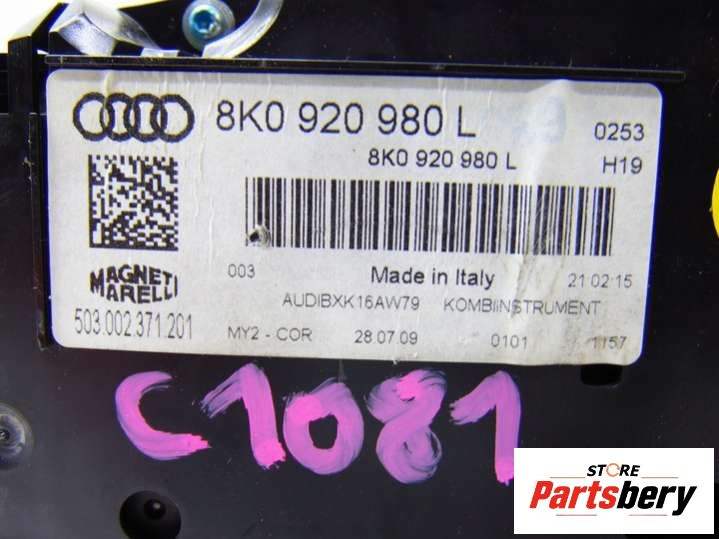 8K0 920 980 L
0253
8K0 920 980 L
H19
003
Made in Italy
21 02 15
MAGNETI
MARELLI
AUDIBXK16AW79 KOMBIINSTRUMENT
503.002.371.201
MY2 - COR 28.07.09 0101 1157
C1081
STORE
Partsbery